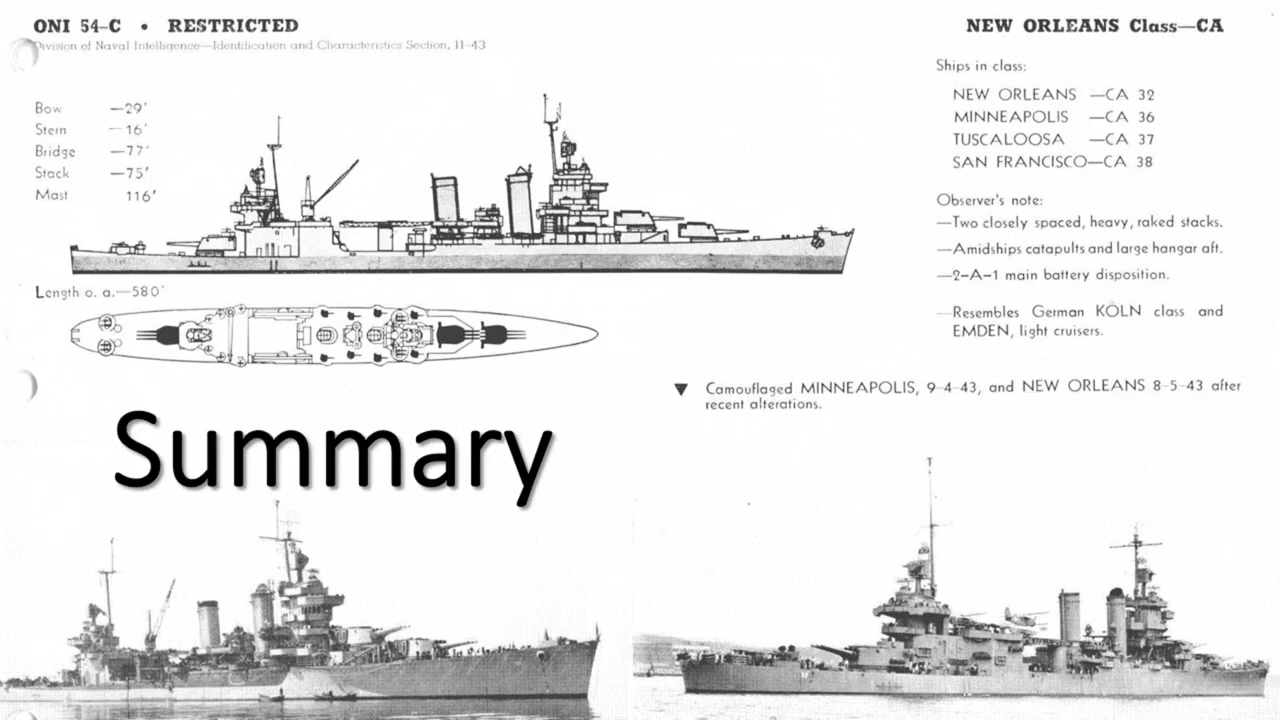 ONI 54-C • RESTRICTED
Division of Naval Intelligence—Identification and Characteristics Section, 11-43
NEW ORLEANS Class—CA
Ships in class:
NEW ORLEANS —CA 32
MINNEAPOLIS —CA 36
TUSCALOOSA —CA 37
SAN FRANCISCO—CA 38
Bow —29'
Stern —16'
Bridge —77'
Stack —75'
Mast 116'
Observer's note:
—Two closely spaced, heavy, raked stacks.
—Amidships catapults and large hangar aft.
—2-A-1 main battery disposition.
—Resembles German KÖLN class and
EMDEN, light cruisers.
Length o. a.—580'
▼ Camouflaged MINNEAPOLIS, 9-4-43, and NEW ORLEANS 8-5-43 after
recent alterations.
Summary